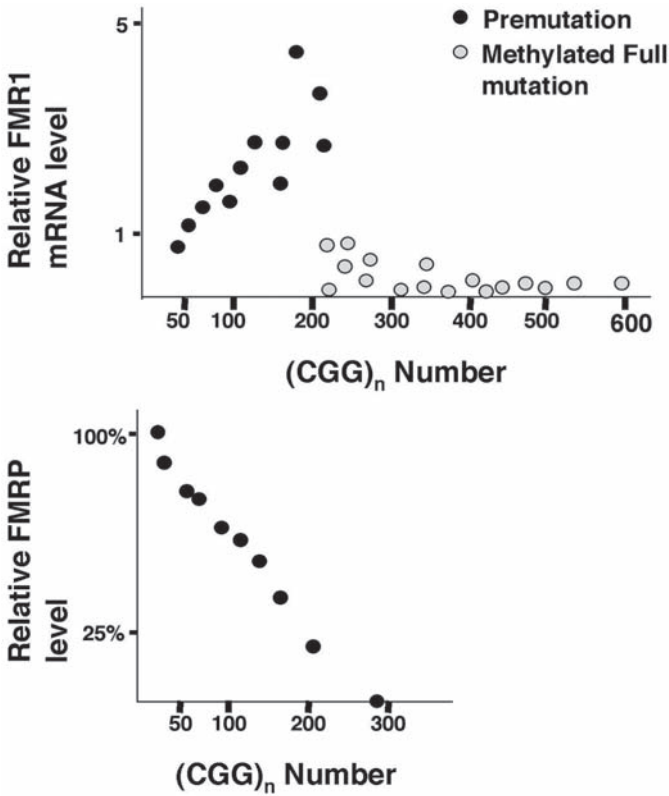 5
Premutation
Methylated Full
mutation
Relative FMR1
mRNA level
1
50 100 200 300 400 500 600
(CGG)n Number
100%
Relative FMRP
level
25%
50 100 200 300
(CGG)n Number